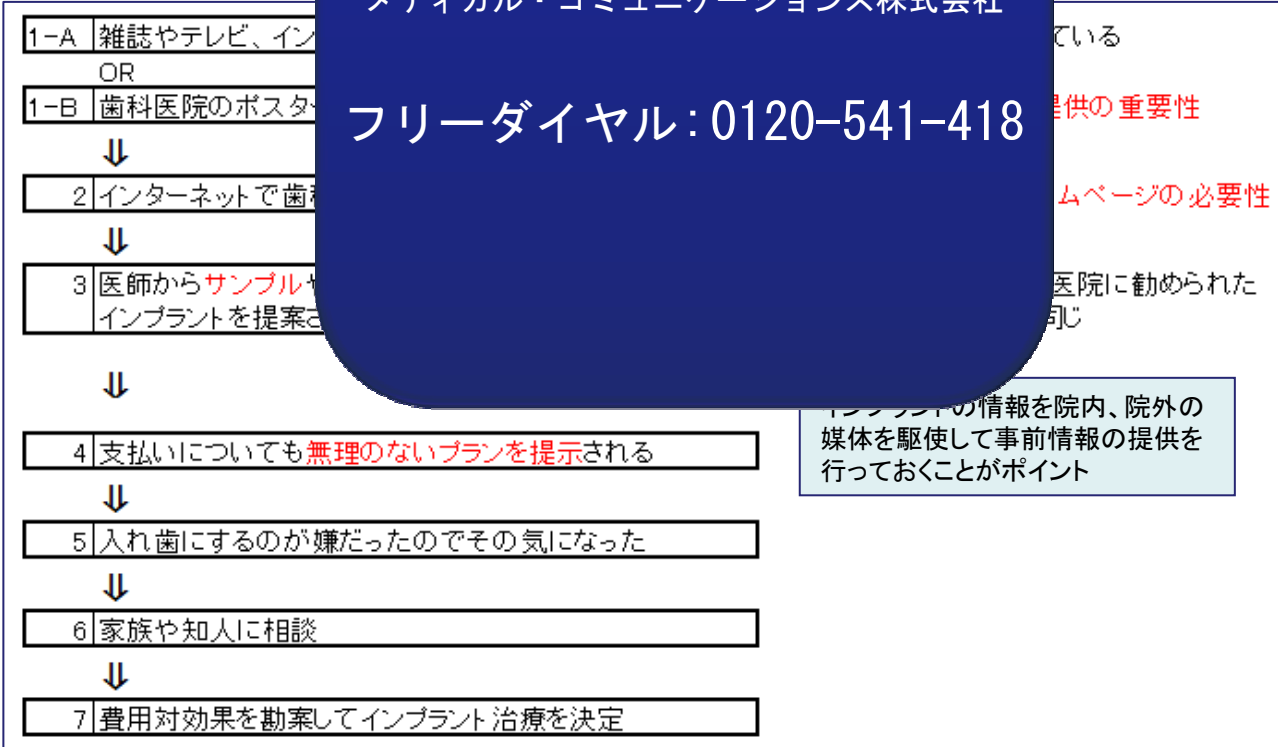 メディカル・コミュニケーションズ株式会社
フリーダイヤル:0120-541-418
1-A 雑誌やテレビ、イン
ている
OR
1-B 歯科医院のポスター
供の重要性
⇓
2 インターネットで歯
ムページの必要性
⇓
3 医師からサンプル
医院に勧められた
インプラントを提案さ
同じ
⇓
インプラントの情報を院内、院外の
媒体を駆使して事前情報の提供を
行っておくことがポイント
4 支払いについても無理のないプランを提示される
⇓
5 入れ歯にするのが嫌だったのでその気になった
⇓
6 家族や知人に相談
⇓
7 費用対効果を勘案してインプラント治療を決定